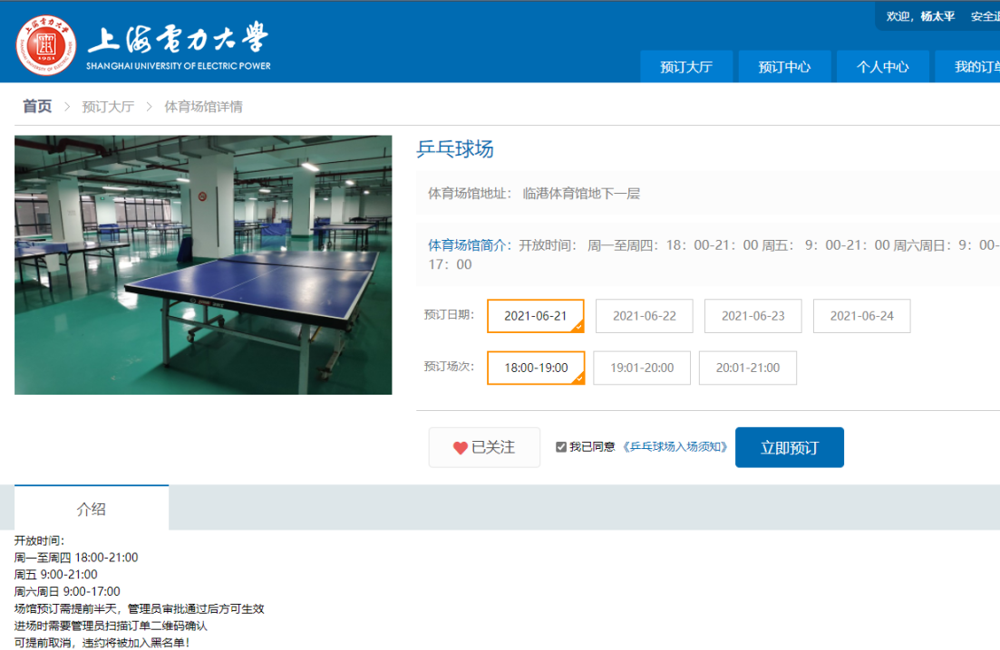 欢迎，杨太平 安全
上海電力大學
SHANGHAI UNIVERSITY OF ELECTRIC POWER
预订大厅 预订中心 个人中心 我的订单
首页 > 预订大厅 > 体育场馆详情
乒乓球场
体育场馆地址： 临港体育馆地下一层
体育场馆简介：开放时间： 周一至周四：18：00-21：00 周五： 9：00-21：00 周六周日：9：00-
17：00
预订日期： 2021-06-21 2021-06-22 2021-06-23 2021-06-24
预订场次： 18:00-19:00 19:01-20:00 20:01-21:00
已关注 我已同意 《乒乓球场入场须知》 立即预订
介绍
开放时间：
周一至周四 18:00-21:00
周五 9:00-21:00
周六周日 9:00-17:00
场馆预订需提前半天，管理员审批通过后方可生效
进场时需要管理员扫描订单二维码确认
可提前取消，违约将被加入黑名单！